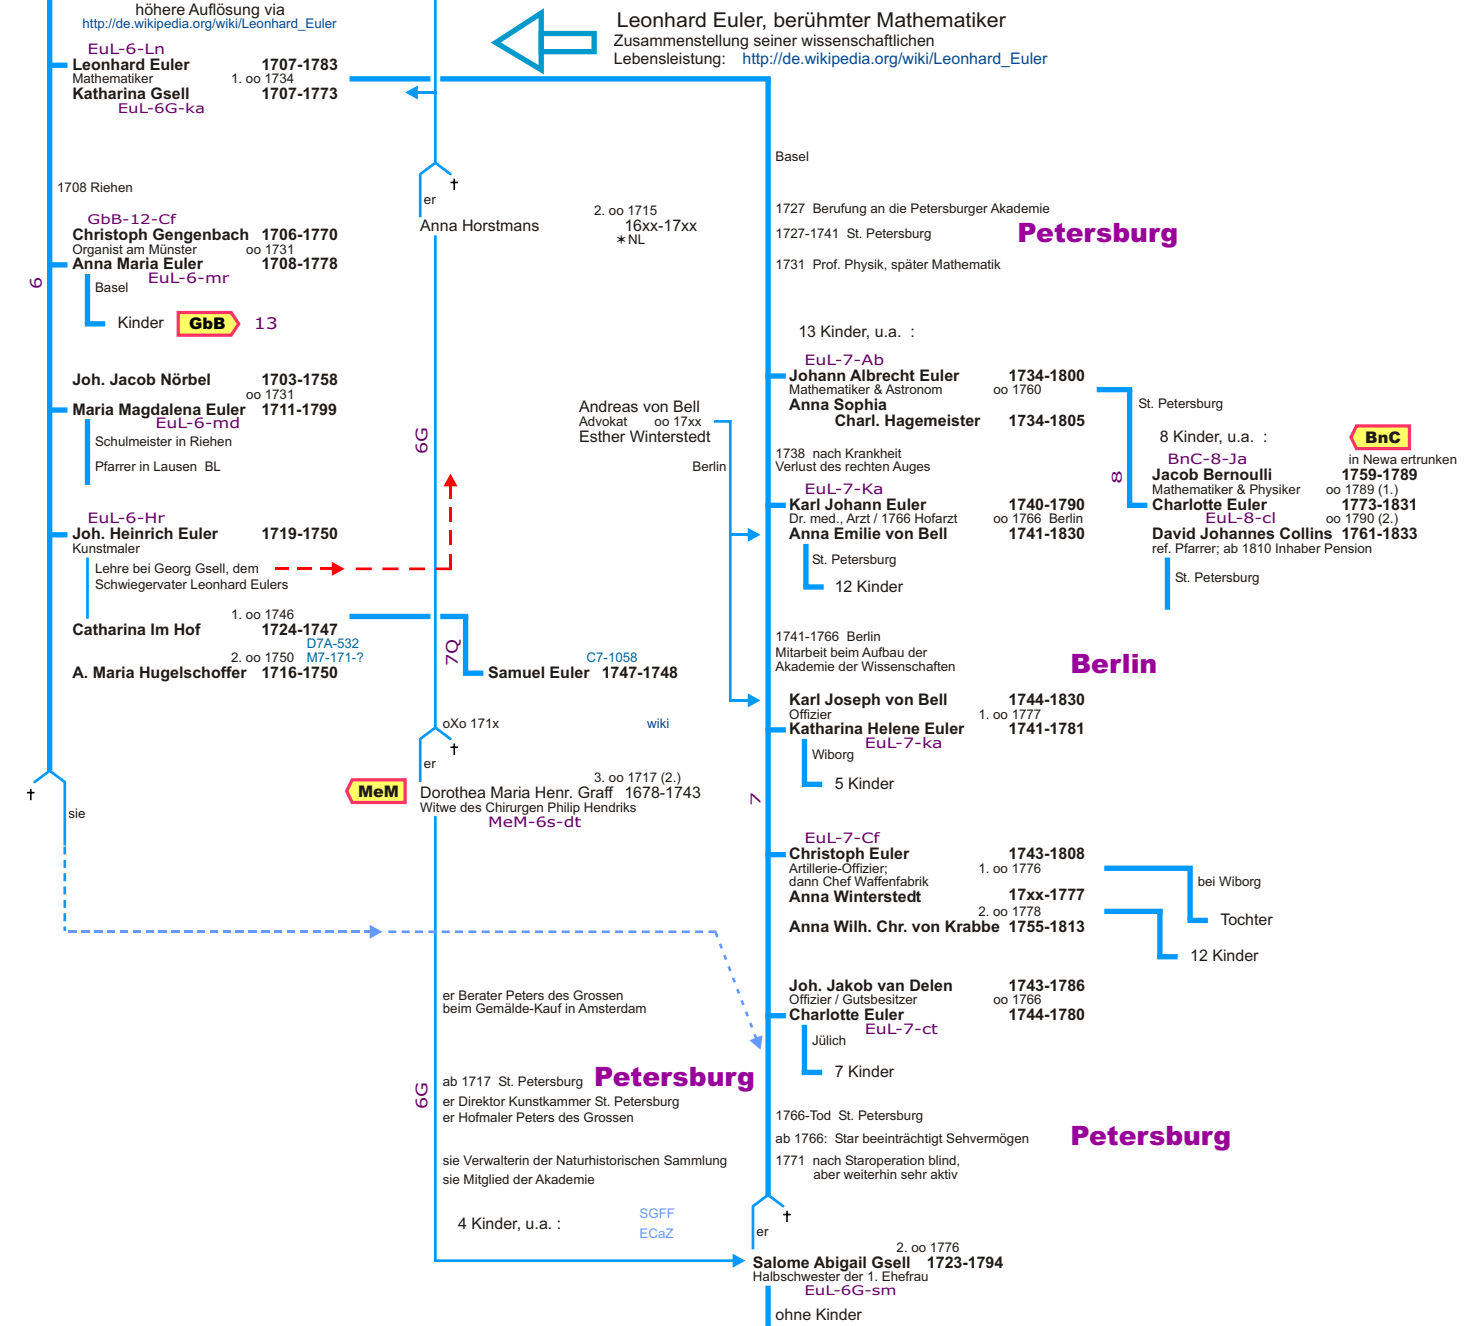 höhere Auflösung via
http://de.wikipedia.org/wiki/Leonhard_Euler
Leonhard Euler, berühmter Mathematiker
Zusammenstellung seiner wissenschaftlichen
Lebensleistung: http://de.wikipedia.org/wiki/Leonhard_Euler
EuL-6-Ln
Leonhard Euler 1707-1783
Mathematiker 1. oo 1734
Katharina Gsell 1707-1773
EuL-6G-ka
1708 Riehen
GbB-12-Cf
Christoph Gengenbach 1706-1770
Organist am Münster oo 1731
Anna Maria Euler 1708-1778
EuL-6-mr
6
Basel
Kinder GbB 13
Joh. Jacob Nörbel 1703-1758
oo 1731
Maria Magdalena Euler 1711-1799
EuL-6-md
Schulmeister in Riehen
Pfarrer in Lausen BL
EuL-6-Hr
Joh. Heinrich Euler 1719-1750
Kunstmaler
Lehre bei Georg Gsell, dem
Schwiegervater Leonhard Eulers
1. oo 1746
Catharina Im Hof 1724-1747
D7A-532
2. oo 1750 M7-171-?
A. Maria Hugelschoffer 1716-1750
†
sie
†
er
Anna Horstmans
2. oo 1715
16xx-17xx
✶NL
6G
7Q
C7-1058
Samuel Euler 1747-1748
oXo 171x
wiki
†
er
3. oo 1717 (2.)
MeM
Dorothea Maria Henr. Graff 1678-1743
Witwe des Chirurgen Philip Hendriks
MeM-6s-dt
er Berater Peters des Grossen
beim Gemälde-Kauf in Amsterdam
6G
ab 1717 St. Petersburg Petersburg
er Direktor Kunstkammer St. Petersburg
er Hofmaler Peters des Grossen
sie Verwalterin der Naturhistorischen Sammlung
sie Mitglied der Akademie
4 Kinder, u.a. :
SGFF
ECaZ
Andreas von Bell
Advokat oo 17xx
Esther Winterstedt
Berlin
Basel
1727 Berufung an die Petersburger Akademie
1727-1741 St. Petersburg
Petersburg
1731 Prof. Physik, später Mathematik
13 Kinder, u.a. :
EuL-7-Ab
Johann Albrecht Euler 1734-1800
Mathematiker & Astronom oo 1760
Anna Sophia
Charl. Hagemeister 1734-1805
1738 nach Krankheit
Verlust des rechten Auges
EuL-7-Ka
Karl Johann Euler 1740-1790
Dr. med., Arzt / 1766 Hofarzt oo 1766 Berlin
Anna Emilie von Bell 1741-1830
St. Petersburg
12 Kinder
St. Petersburg
8 Kinder, u.a. :
BnC
8
BnC-8-Ja
in Newa ertrunken
Jacob Bernoulli 1759-1789
Mathematiker & Physiker oo 1789 (1.)
Charlotte Euler 1773-1831
EuL-8-cl oo 1790 (2.)
David Johannes Collins 1761-1833
ref. Pfarrer; ab 1810 Inhaber Pension
St. Petersburg
1741-1766 Berlin
Mitarbeit beim Aufbau der
Akademie der Wissenschaften
Berlin
Karl Joseph von Bell 1744-1830
Offizier 1. oo 1777
Katharina Helene Euler 1741-1781
EuL-7-ka
Wiborg
5 Kinder
7
EuL-7-Cf
Christoph Euler 1743-1808
Artillerie-Offizier; 1. oo 1776
dann Chef Waffenfabrik
Anna Winterstedt 17xx-1777
2. oo 1778
Anna Wilh. Chr. von Krabbe 1755-1813
bei Wiborg
Tochter
12 Kinder
Joh. Jakob van Delen 1743-1786
Offizier / Gutsbesitzer oo 1766
Charlotte Euler 1744-1780
EuL-7-ct
Jülich
7 Kinder
1766-Tod St. Petersburg
ab 1766: Star beeinträchtigt Sehvermögen
Petersburg
1771 nach Staroperation blind,
aber weiterhin sehr aktiv
†
er
2. oo 1776
Salome Abigail Gsell 1723-1794
Halbschwester der 1. Ehefrau
EuL-6G-sm
ohne Kinder